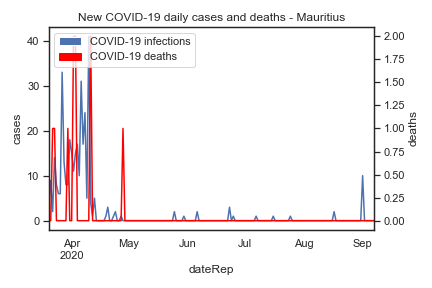 New COVID-19 daily cases and deaths - Mauritius
COVID-19 infections
COVID-19 deaths
40
30
20
10
0
cases
2.00
1.75
1.50
1.25
1.00
0.75
0.50
0.25
0.00
deaths
Apr May Jun Jul Aug Sep
2020
dateRep